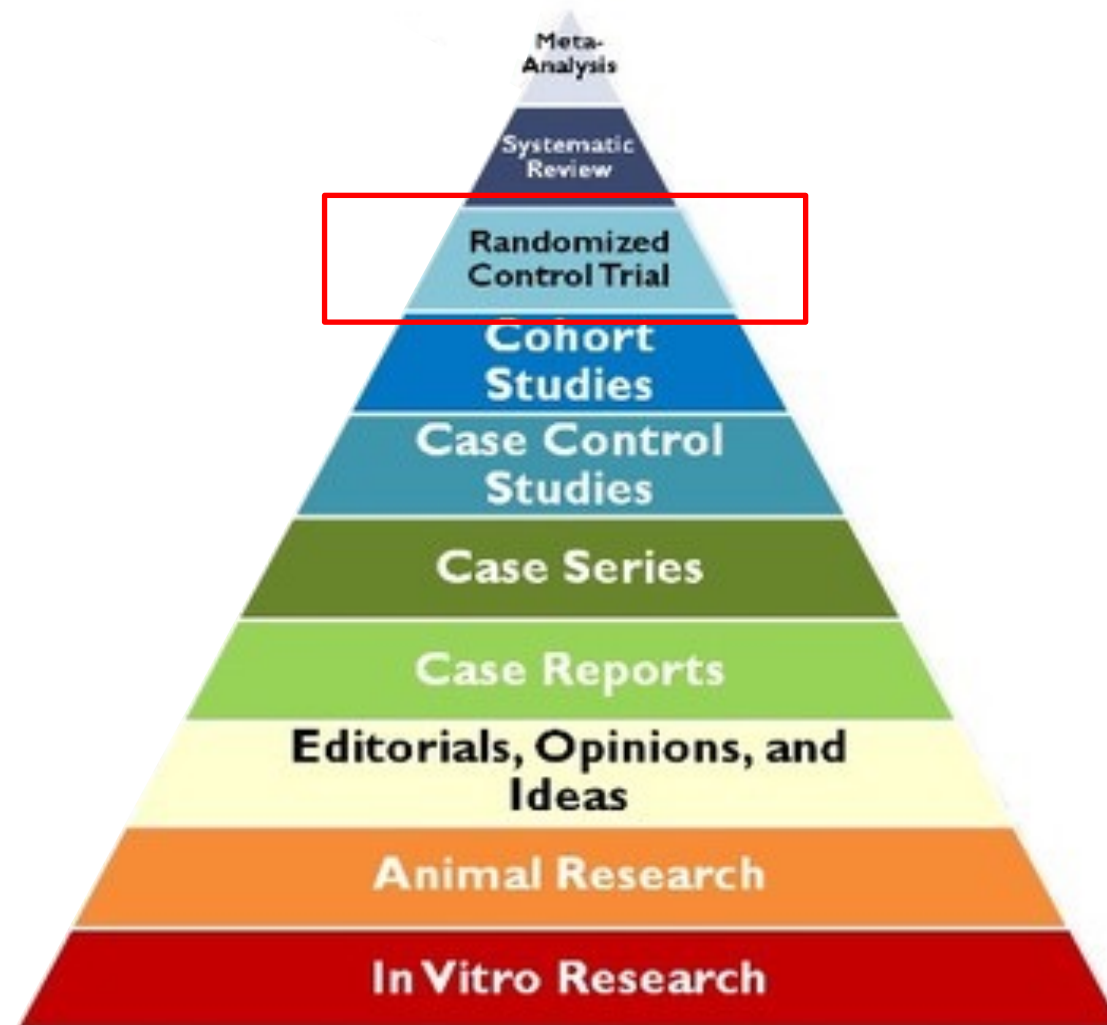 Meta-
Analysis
Systematic
Review
Randomized
Control Trial
Cohort
Studies
Case Control
Studies
Case Series
Case Reports
Editorials, Opinions, and
Ideas
Animal Research
In Vitro Research